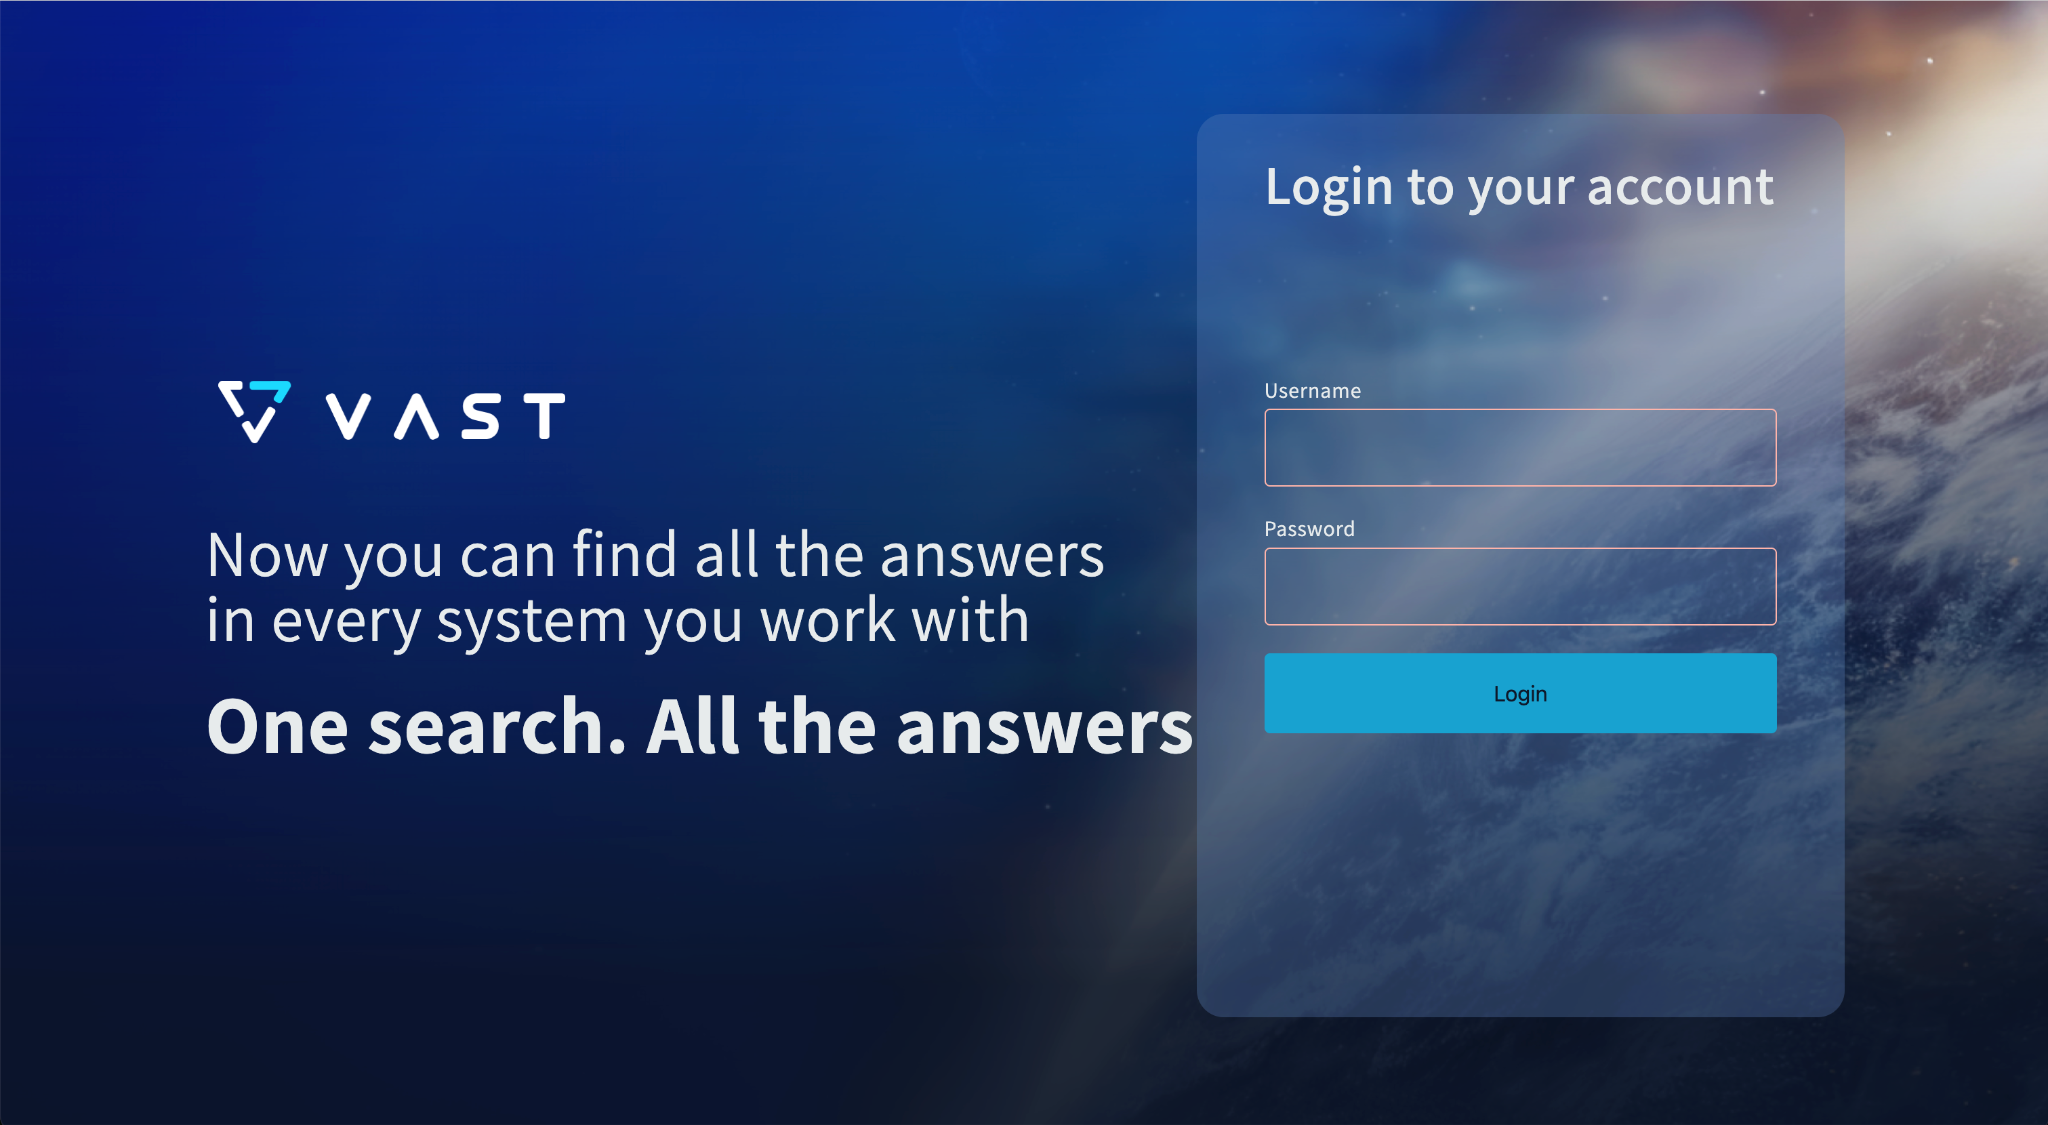 VAST
Now you can find all the answers
in every system you work with
One search. All the answers
Login to your account
Username
Password
Login